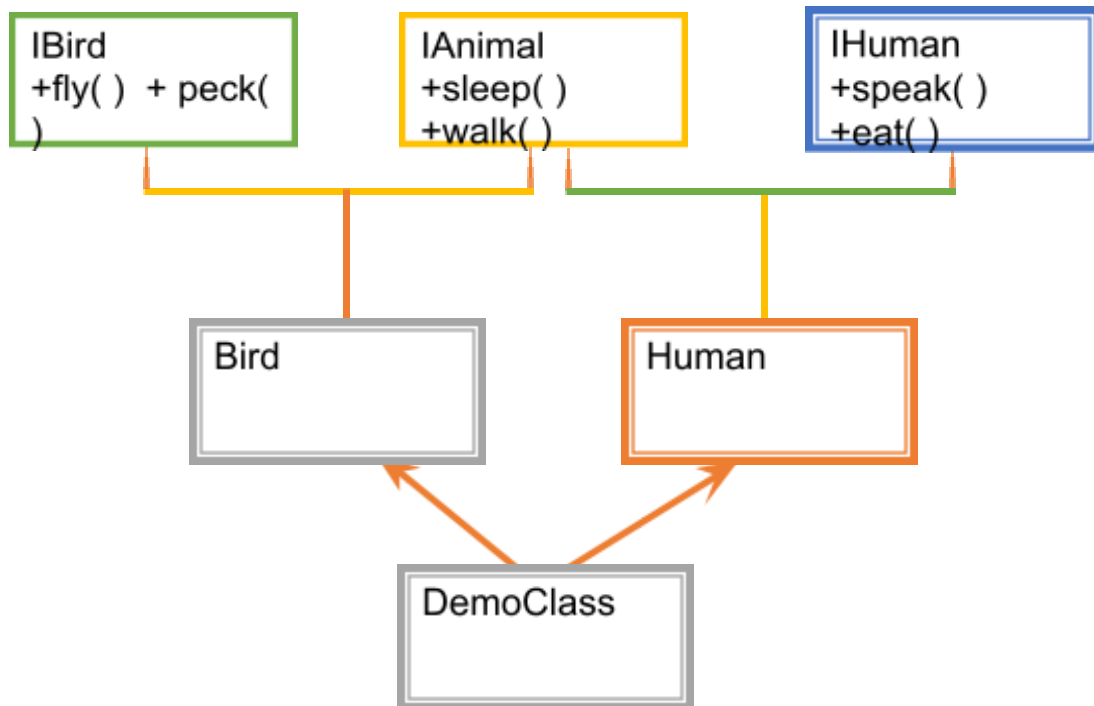 IBird
+fly( ) + peck(
)
IAnimal
+sleep( )
+walk( )
IHuman
+speak( )
+eat( )
Bird
Human
DemoClass